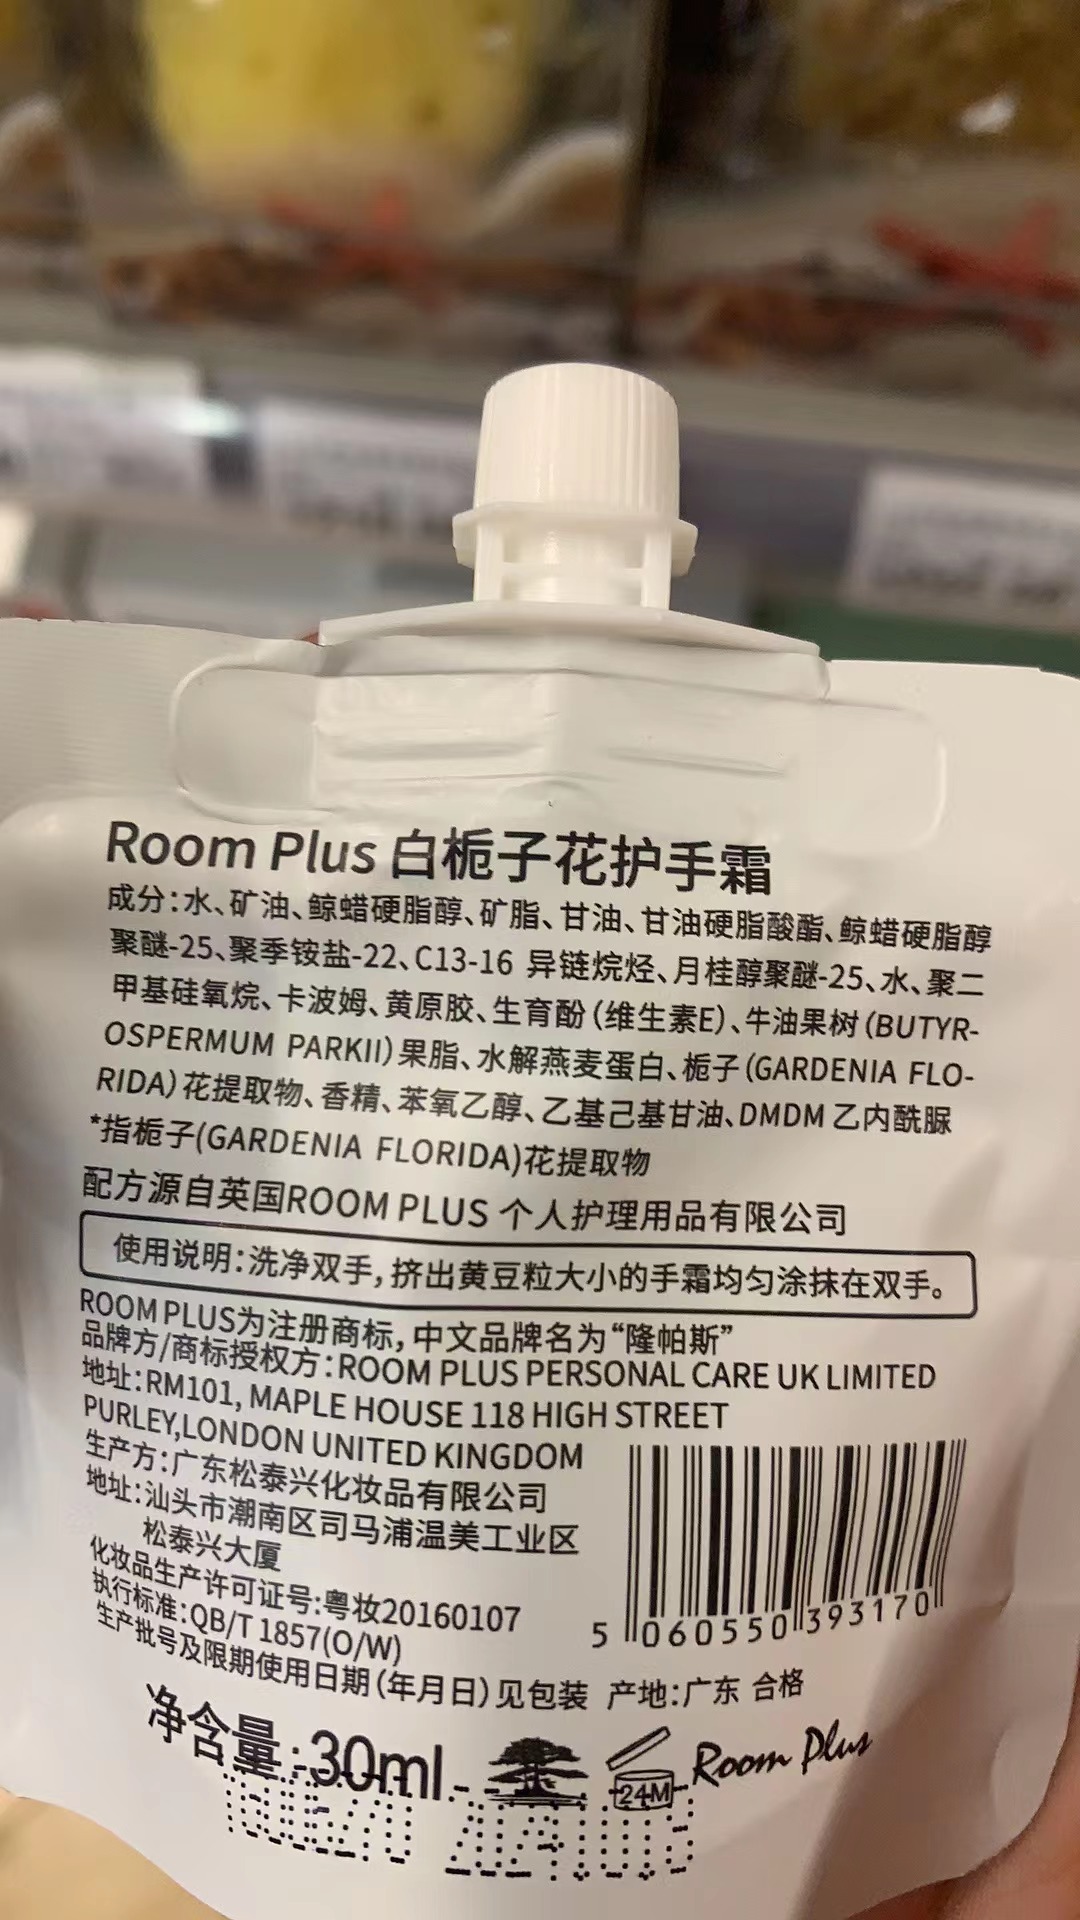 Room Plus 白栀子花护手霜
成分:水、矿油、鲸蜡硬脂醇、矿脂、甘油、甘油硬脂酸酯、鲸蜡硬脂醇
聚醚-25、聚季铵盐-22、C13-16 异链烷烃、月桂醇聚醚-25、水、聚二
甲基硅氧烷、卡波姆、黄原胶、生育酚(维生素E)、牛油果树(BUTYR-
OSPERMUM PARKII)果脂、水解燕麦蛋白、栀子(GARDENIA FLO-
RIDA)花提取物、香精、苯氧乙醇、乙基己基甘油、DMDM 乙内酰脲
*指栀子(GARDENIA FLORIDA)花提取物
配方源自英国ROOM PLUS 个人护理用品有限公司
使用说明:洗净双手,挤出黄豆粒大小的手霜均匀涂抹在双手。
ROOM PLUS为注册商标,中文品牌名为“隆帕斯”
品牌方/商标授权方:ROOM PLUS PERSONAL CARE UK LIMITED
地址:RM101, MAPLE HOUSE 118 HIGH STREET
PURLEY,LONDON UNITED KINGDOM
生产方:广东松泰兴化妆品有限公司
地址:汕头市潮南区司马浦温美工业区
松泰兴大厦
化妆品生产许可证号:粤妆20160107
执行标准:QB/T 1857(O/W)
生产批号及限期使用日期(年月日)见包装 产地:广东 合格
5 060550 393170
净含量:30ml
24M
Room Plus